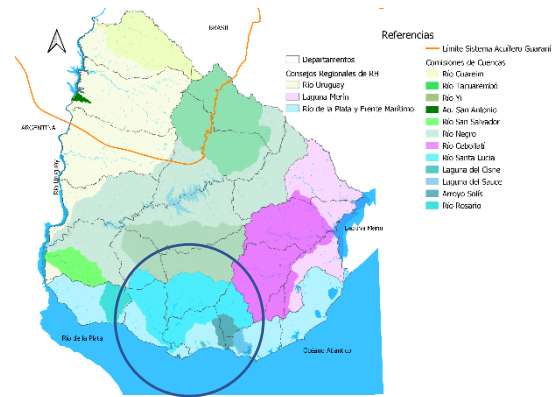 BRASIL
ARGENTINA
Río Uruguay
Laguna Merín
Río de la Plata
Océano Atlántico
Referencias
Departamentos
Consejos Regionales de RH
Río Uruguay
Laguna Merín
Río de la Plata y Frente Marítimo
Límite Sistema Acuífero Guaraní
Comisiones de Cuencas
Río Cuareim
Río Tacuarembó
Río Yí
Ao. San Antonio
Río San Salvador
Río Negro
Río Cebollatí
Río Santa Lucía
Laguna del Cisne
Laguna del Sauce
Arroyo Solís
Río Rosario